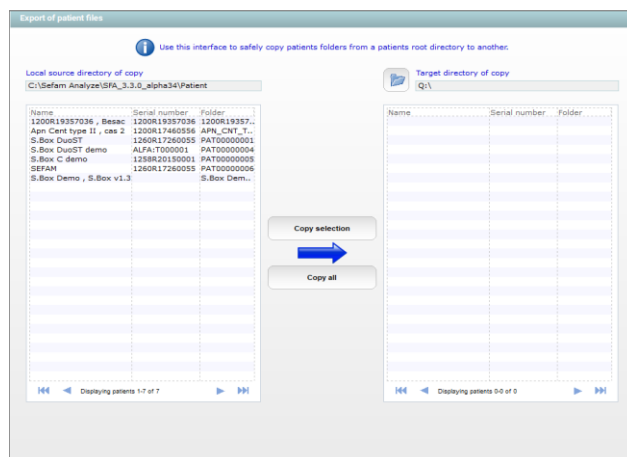 Export of patient files
Use this interface to safely copy patients folders from a patients root directory to another.
Local source directory of copy
C:\Sefam Analyze\SFA_3.3.0_alpha34\Patient
Target directory of copy
Q:\
Name Serial number Folder
1200R19357036 , Besac 1200R19357036 1200R19357..
Apn Cent type II , cas 2 1200R17460556 APN_CNT_T..
S.Box DuoST 1260R17260055 PAT00000001
S.Box DuoST demo ALFA:T000001 PAT00000004
S.Box C demo 1258R20150001 PAT00000005
SEFAM 1260R17260055 PAT00000006
S.Box Demo , S.Box v1.3 S.Box Dem..
Name Serial number Folder
Copy selection
Copy all
Displaying patients 1-7 of 7
Displaying patients 0-0 of 0